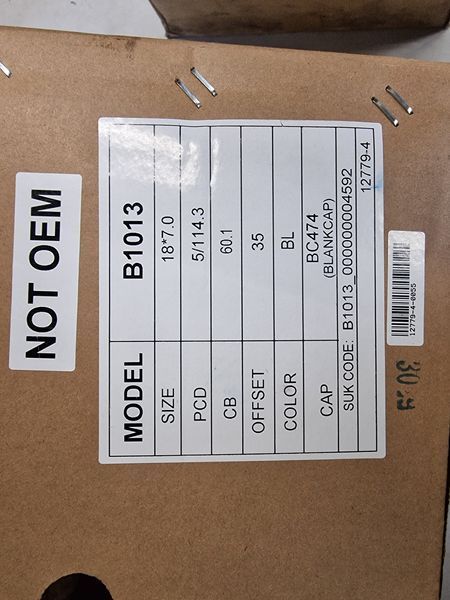 NOT OEM
MODEL B1013
SIZE 18*7.0
PCD 5/114.3
CB 60.1
OFFSET 35
COLOR BL
CAP BC474
(BLANKCAP)
SUK CODE: B1013_000000004592
12779-4
12779-4-0055